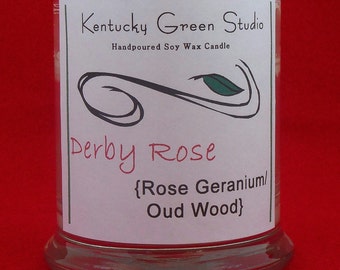 Kentucky Green Studio
Handpoured Soy Wax Candle
Derby Rose
{Rose Geranium/
Oud Wood}